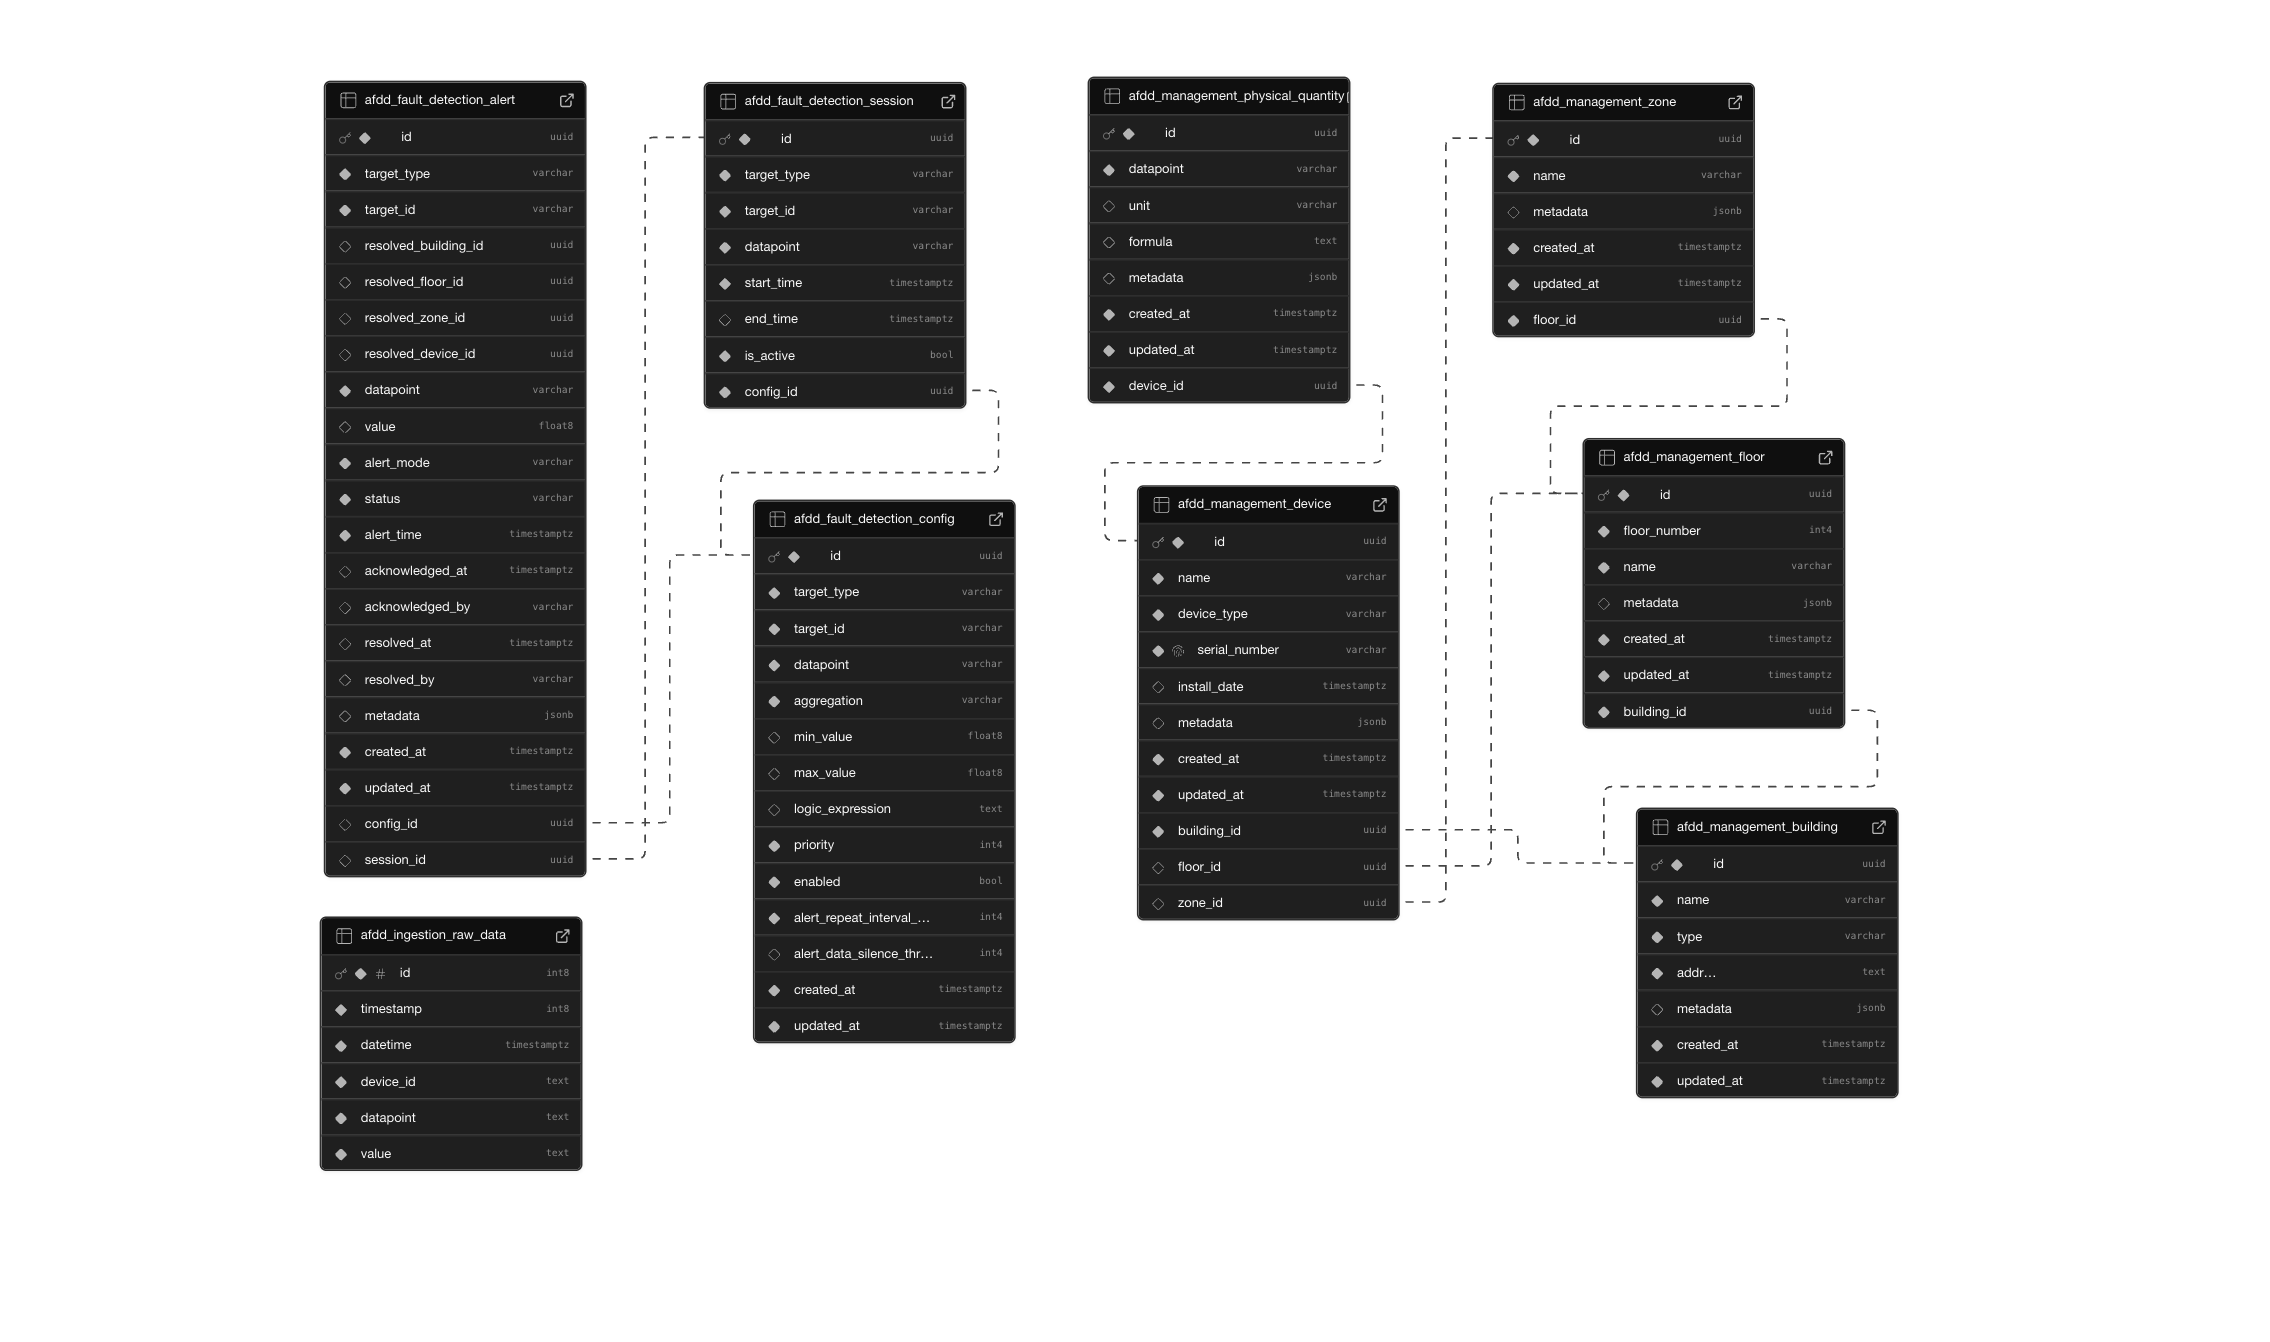 afdd_fault_detection_alert
id uuid
target_type varchar
target_id varchar
resolved_building_id uuid
resolved_floor_id uuid
resolved_zone_id uuid
resolved_device_id uuid
datapoint varchar
value float8
alert_mode varchar
status varchar
alert_time timestamptz
acknowledged_at timestamptz
acknowledged_by varchar
resolved_at timestamptz
resolved_by varchar
metadata jsonb
created_at timestamptz
updated_at timestamptz
config_id uuid
session_id uuid
afdd_ingestion_raw_data
# id int8
timestamp int8
datetime timestamptz
device_id text
datapoint text
value text
afdd_fault_detection_session
id uuid
target_type varchar
target_id varchar
datapoint varchar
start_time timestamptz
end_time timestamptz
is_active bool
config_id uuid
afdd_fault_detection_config
id uuid
target_type varchar
target_id varchar
datapoint varchar
aggregation varchar
min_value float8
max_value float8
logic_expression text
priority int4
enabled bool
alert_repeat_interval_... int4
alert_data_silence_thr... int4
created_at timestamptz
updated_at timestamptz
afdd_management_physical_quantity
id uuid
datapoint varchar
unit varchar
formula text
metadata jsonb
created_at timestamptz
updated_at timestamptz
device_id uuid
afdd_management_device
id uuid
name varchar
device_type varchar
serial_number varchar
install_date timestamptz
metadata jsonb
created_at timestamptz
updated_at timestamptz
building_id uuid
floor_id uuid
zone_id uuid
afdd_management_zone
id uuid
name varchar
metadata jsonb
created_at timestamptz
updated_at timestamptz
floor_id uuid
afdd_management_floor
id uuid
floor_number int4
name varchar
metadata jsonb
created_at timestamptz
updated_at timestamptz
building_id uuid
afdd_management_building
id uuid
name varchar
type varchar
addr... text
metadata jsonb
created_at timestamptz
updated_at timestamptz